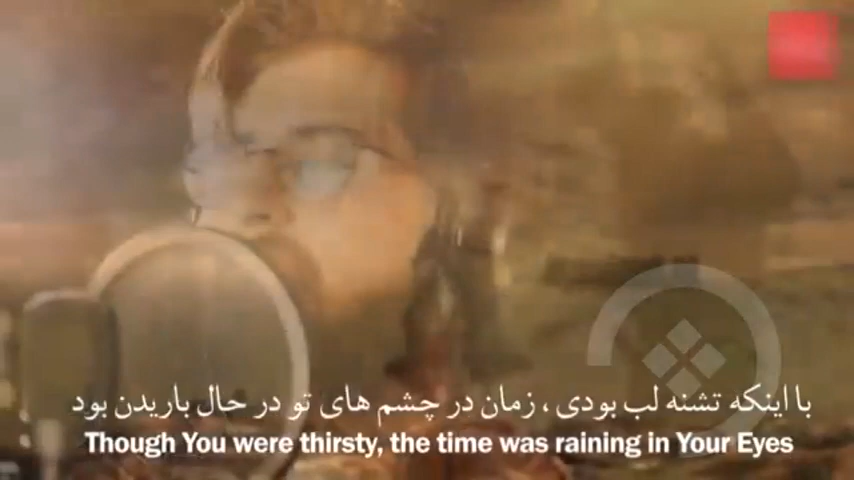 با اینکه تشنه لب بودی ، زمان در چشم های تو در حال باریدن بود
Though You were thirsty, the time was raining in Your Eyes